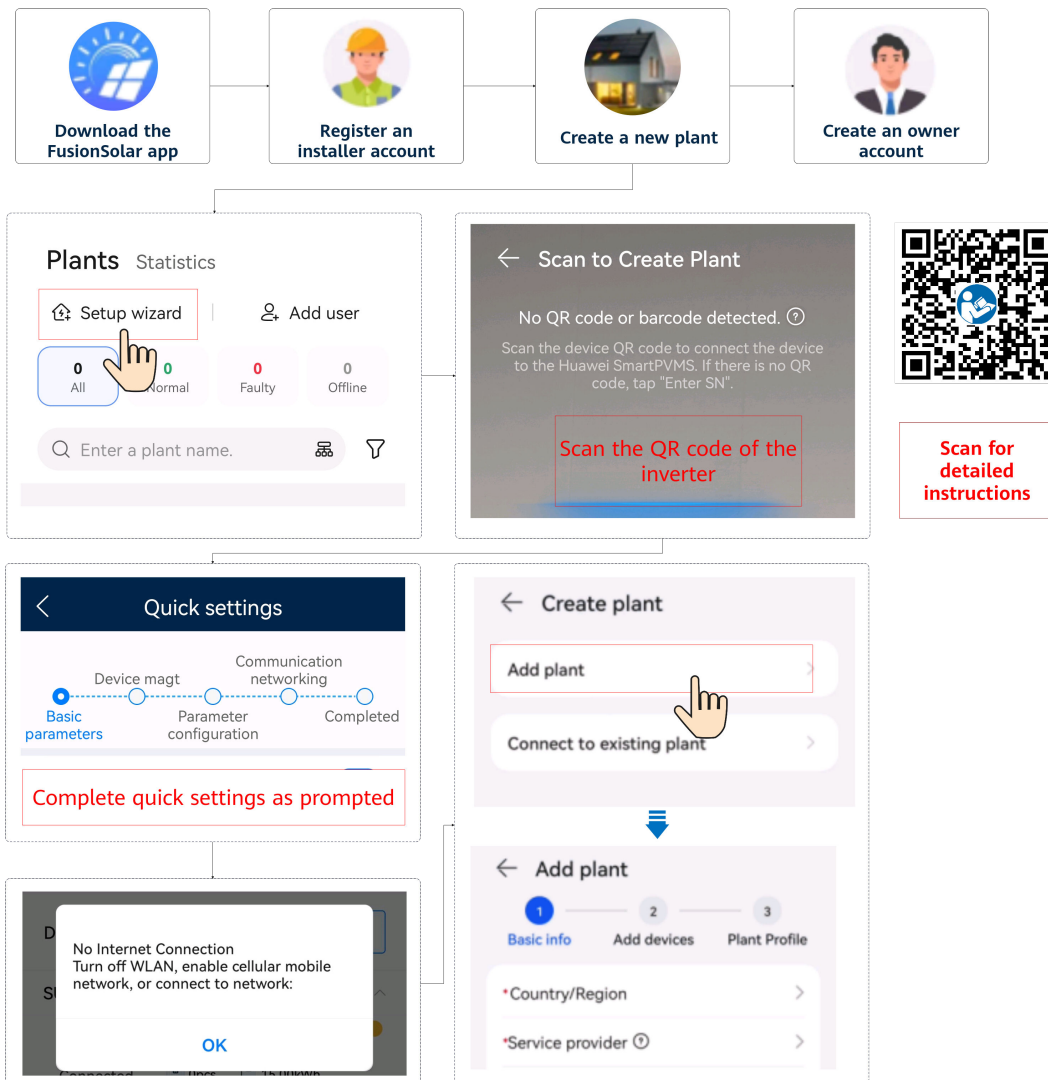 Download the
FusionSolar app
Register an
installer account
Create a new plant
Create an owner
account
Plants Statistics
Setup wizard
Add user
0
All
0
Normal
0
Faulty
0
Offline
Enter a plant name.
Scan to Create Plant
No QR code or barcode detected.
Scan the device QR code to connect the device
to the Huawei SmartPVMS. If there is no QR
code, tap "Enter SN".
Scan the QR code of the
inverter
Scan for
detailed
instructions
Quick settings
Basic
parameters
Device magt
Parameter
configuration
Communication
networking
Completed
Complete quick settings as prompted
No Internet Connection
Turn off WLAN, enable cellular mobile
network, or connect to network:
OK
Create plant
Add plant
Connect to existing plant
Add plant
1
Basic info
2
Add devices
3
Plant Profile
*Country/Region
*Service provider